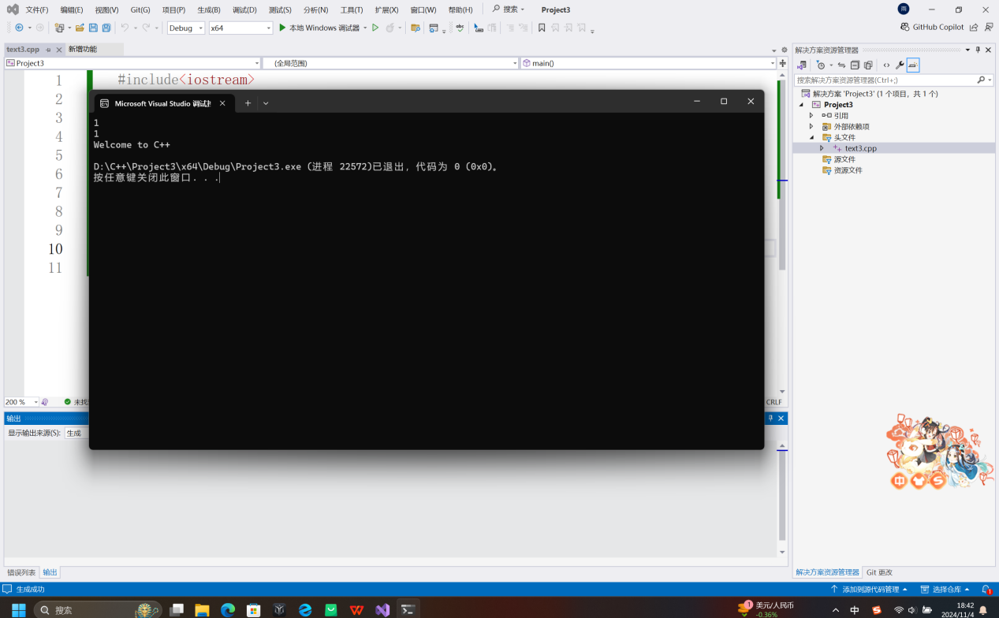 文件(F) 编辑(E) 视图(V) Git(G) 项目(P) 生成(B) 调试(D) 测试(S) 分析(N) 工具(T) 扩展(X) 窗口(W) 帮助(H) 搜索 Project3
Debug x64 本地 Windows 调试器 GitHub Copilot
text3.cpp 新增功能
Project3 (全局范围) main()
1 #include<iostream>
2
3
4
5
6
7
8
9
10
11
Microsoft Visual Studio 调试
1
1
Welcome to C++
D:\C++\Project3\x64\Debug\Project3.exe (进程 22572)已退出，代码为 0 (0x0)。
按任意键关闭此窗口. . .
200 % 未找 CRLF
输出
显示输出来源(S): 生成
错误列表 输出
解决方案资源管理器
搜索解决方案资源管理器(Ctrl+;)
解决方案 'Project3' (1 个项目，共 1 个)
Project3
引用
外部依赖项
头文件
text3.cpp
源文件
资源文件
中 S
解决方案资源管理器 Git 更改
生成成功 添加到源代码管理 选择仓库 1
搜索 1 美元/人民币 中 18:42
-0.36% 2024/11/4